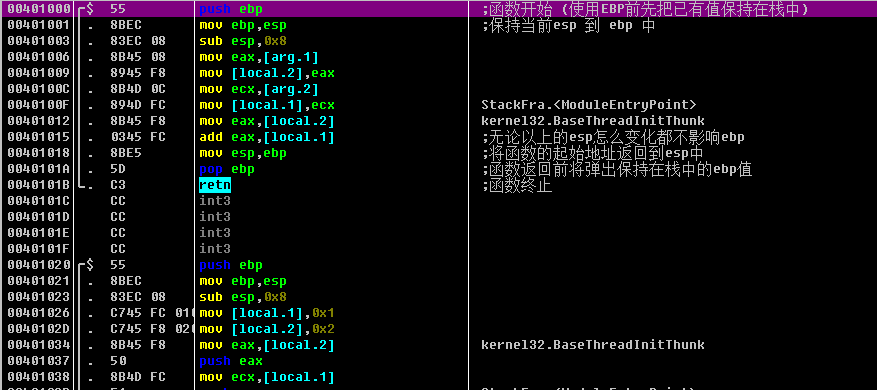 00401000 $ 55 push ebp ;函数开始 (使用EBP前先把已有值保持在栈中)
00401001 . 8BEC mov ebp,esp ;保持当前esp 到 ebp 中
00401003 . 83EC 08 sub esp,0x8
00401006 . 8B45 08 mov eax,[arg.1]
00401009 . 8945 F8 mov [local.2],eax
0040100C . 8B4D 0C mov ecx,[arg.2]
0040100F . 894D FC mov [local.1],ecx StackFra.<ModuleEntryPoint>
00401012 . 8B45 F8 mov eax,[local.2] kernel32.BaseThreadInitThunk
00401015 . 0345 FC add eax,[local.1] ;无论以上的esp怎么变化都不影响ebp
00401018 . 8BE5 mov esp,ebp ;将函数的起始地址返回到esp中
0040101A . 5D pop ebp ;函数返回前将弹出保持在栈中的ebp值
0040101B . C3 retn ;函数终止
0040101C CC int3
0040101D CC int3
0040101E CC int3
0040101F CC int3
00401020 $ 55 push ebp
00401021 . 8BEC mov ebp,esp
00401023 . 83EC 08 sub esp,0x8
00401026 . C745 FC 010 mov [local.1],0x1
0040102D . C745 F8 020 mov [local.2],0x2
00401034 . 8B45 F8 mov eax,[local.2] kernel32.BaseThreadInitThunk
00401037 . 50 push eax
00401038 . 8B4D FC mov ecx,[local.1]